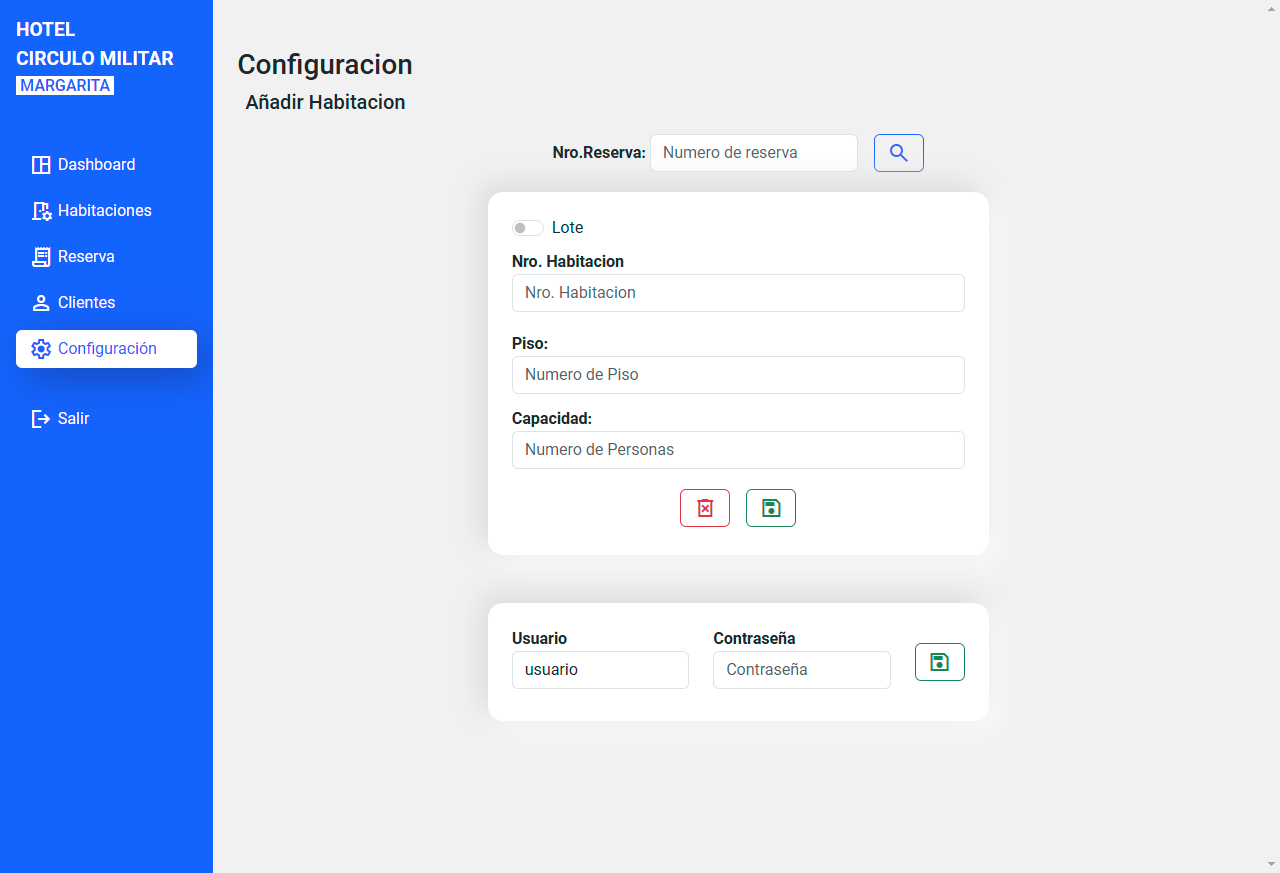 HOTEL
CIRCULO MILITAR
MARGARITA
Dashboard
Habitaciones
Reserva
Clientes
Configuración
Salir
Configuracion
Añadir Habitacion
Nro.Reserva: Numero de reserva
Lote
Nro. Habitacion
Nro. Habitacion
Piso:
Numero de Piso
Capacidad:
Numero de Personas
Usuario Contraseña
usuario Contraseña